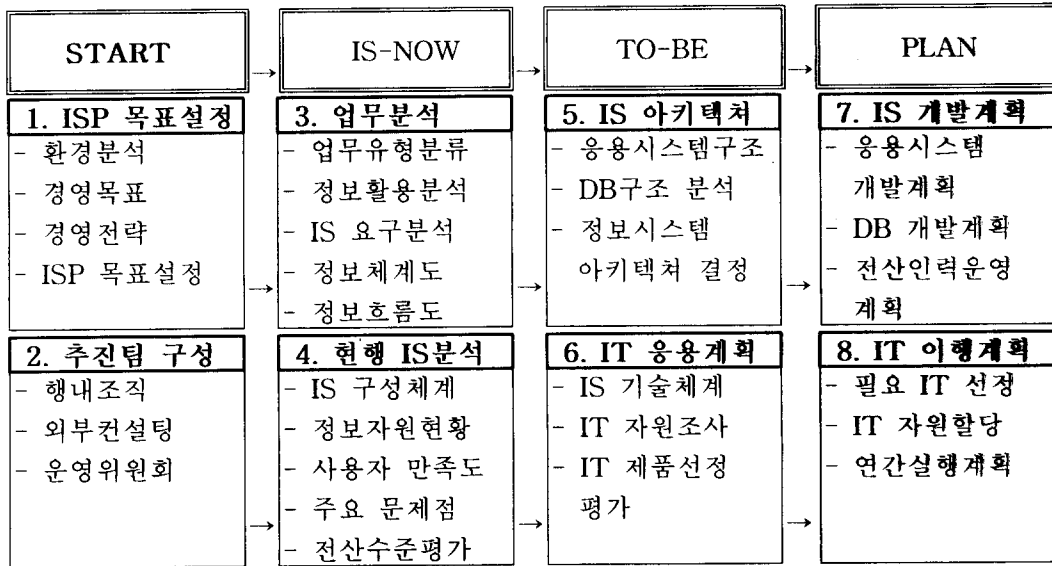 START → IS-NOW → TO-BE → PLAN
1. ISP 목표설정
- 환경분석
- 경영목표
- 경영전략
- ISP 목표설정
→
3. 업무분석
- 업무유형분류
- 정보활용분석
- IS 요구분석
- 정보체계도
- 정보흐름도
→
5. IS 아키텍쳐
- 응용시스템구조
- DB구조 분석
- 정보시스템
아키텍쳐 결정
→
7. IS 개발계획
- 응용시스템
개발계획
- DB 개발계획
- 전산인력운영
계획
2. 추진팀 구성
- 행내조직
- 외부컨설팅
- 운영위원회
→
4. 현행 IS분석
- IS 구성체계
- 정보자원현황
- 사용자 만족도
- 주요 문제점
- 전산수준평가
→
6. IT 응용계획
- IS 기술체계
- IT 자원조사
- IT 제품선정
평가
→
8. IT 이행계획
- 필요 IT 선정
- IT 자원할당
- 연간실행계획